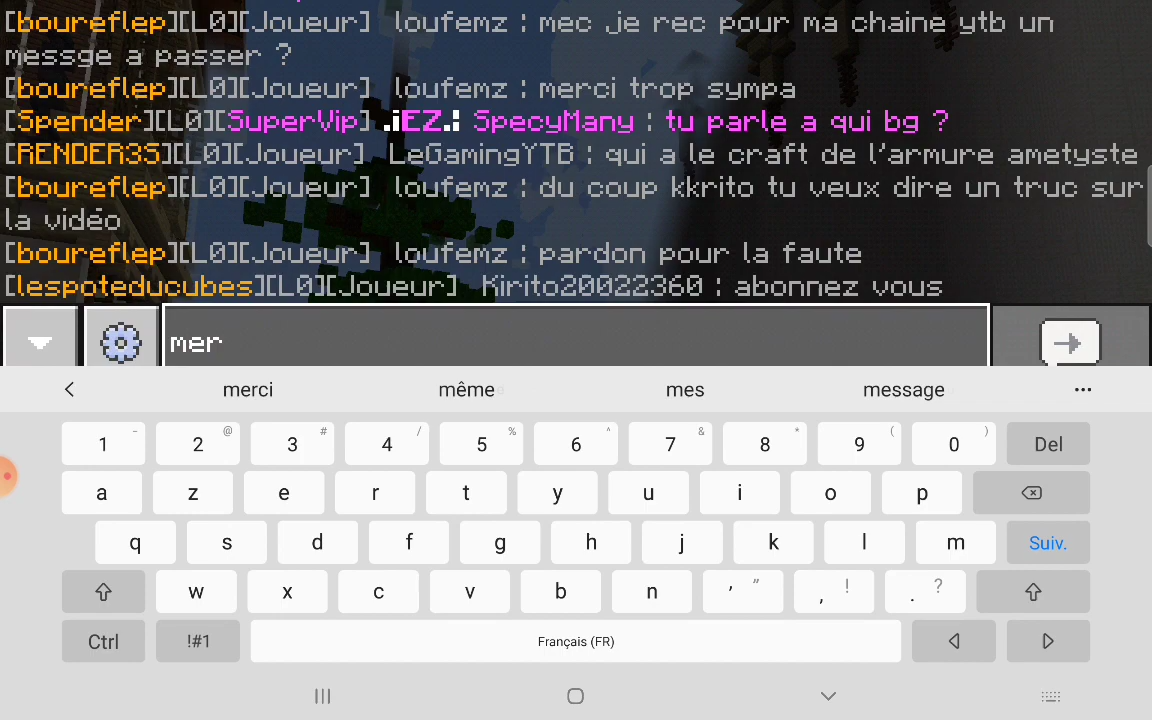 [boureflep][L0][Joueur] loufemz : mec je rec pour ma chaine ytb un
messge a passer ?
[boureflep][L0][Joueur] loufemz : merci trop sympa
[Spender][L0][SuperVip] .iEZ.! SpecyMany : tu parle a qui bg ?
[RENDER35][L0][Joueur] LeGamingYTB : qui a le craft de l'armure ametyste
[boureflep][L0][Joueur] loufemz : du coup kkrito tu veux dire un truc sur
la vidéo
[boureflep][L0][Joueur] loufemz : pardon pour la faute
[lespoteducubes][L0][Joueur] Kirito20022360 : abonnez vous
mer
merci même mes message ...
1 - 2 @ 3 # 4 / 5 % 6 ^ 7 & 8 * 9 ( 0 ) Del
a z e r t y u i o p
q s d f g h j k l m Suiv.
w x c v b n ' " , ! . ?
Ctrl !#1 Français (FR)